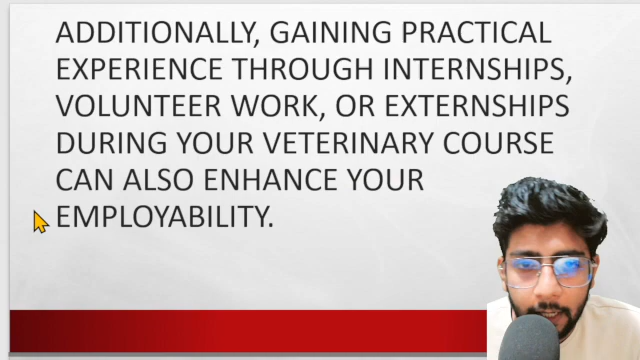 ADDITIONALLY, GAINING PRACTICAL
EXPERIENCE THROUGH INTERNSHIPS,
VOLUNTEER WORK, OR EXTERNSHIPS
DURING YOUR VETERINARY COURSE
CAN ALSO ENHANCE YOUR
EMPLOYABILITY.